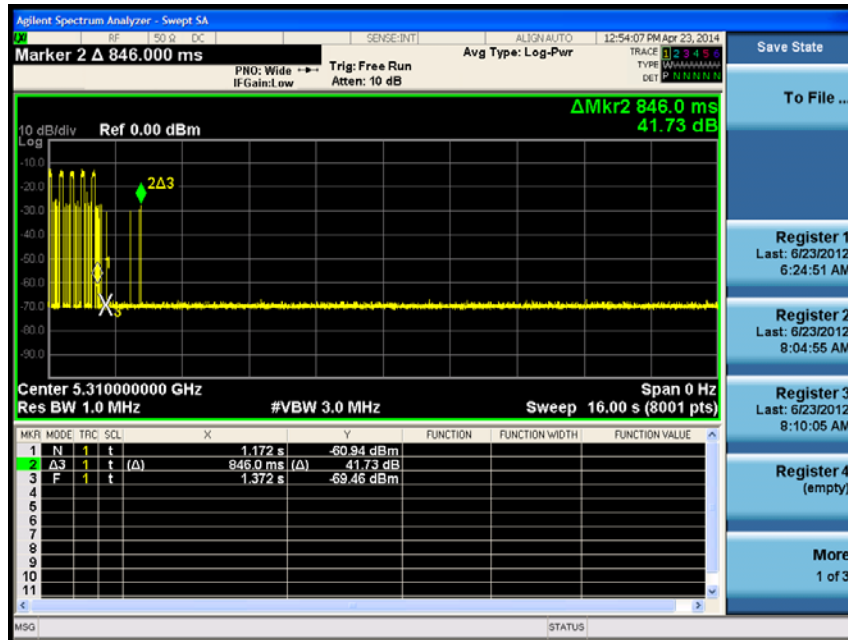 Agilent Spectrum Analyzer - Swept SA
RF 50 Ω DC SENSE:INT ALIGN AUTO 12:54:07 PM Apr 23, 2014
Marker 2 Δ 846.000 ms
PNO: Wide
IFGain:Low
Trig: Free Run
Atten: 10 dB
Avg Type: Log-Pwr
TRACE 1 2 3 4 5 6
TYPE W
DET P N N N N N
ΔMkr2 846.0 ms
41.73 dB
10 dB/div Ref 0.00 dBm
Log
-10.0
-20.0
-30.0
-40.0
-50.0
-60.0
-70.0
-80.0
-90.0
2Δ3
3
Center 5.310000000 GHz Span 0 Hz
Res BW 1.0 MHz #VBW 3.0 MHz Sweep 16.00 s (8001 pts)
MKR MODE TRC SCL X Y FUNCTION FUNCTION WIDTH FUNCTION VALUE
1 N 1 t 1.172 s -60.94 dBm
2 Δ3 1 t (Δ) 846.0 ms (Δ) 41.73 dB
3 F 1 t 1.372 s -69.46 dBm
4
5
6
7
8
9
10
11
MSG STATUS
Save State
To File ...
Register 1
Last: 6/23/2012
6:24:51 AM
Register 2
Last: 6/23/2012
8:04:55 AM
Register 3
Last: 6/23/2012
8:10:05 AM
Register 4
(empty)
More
1 of 3